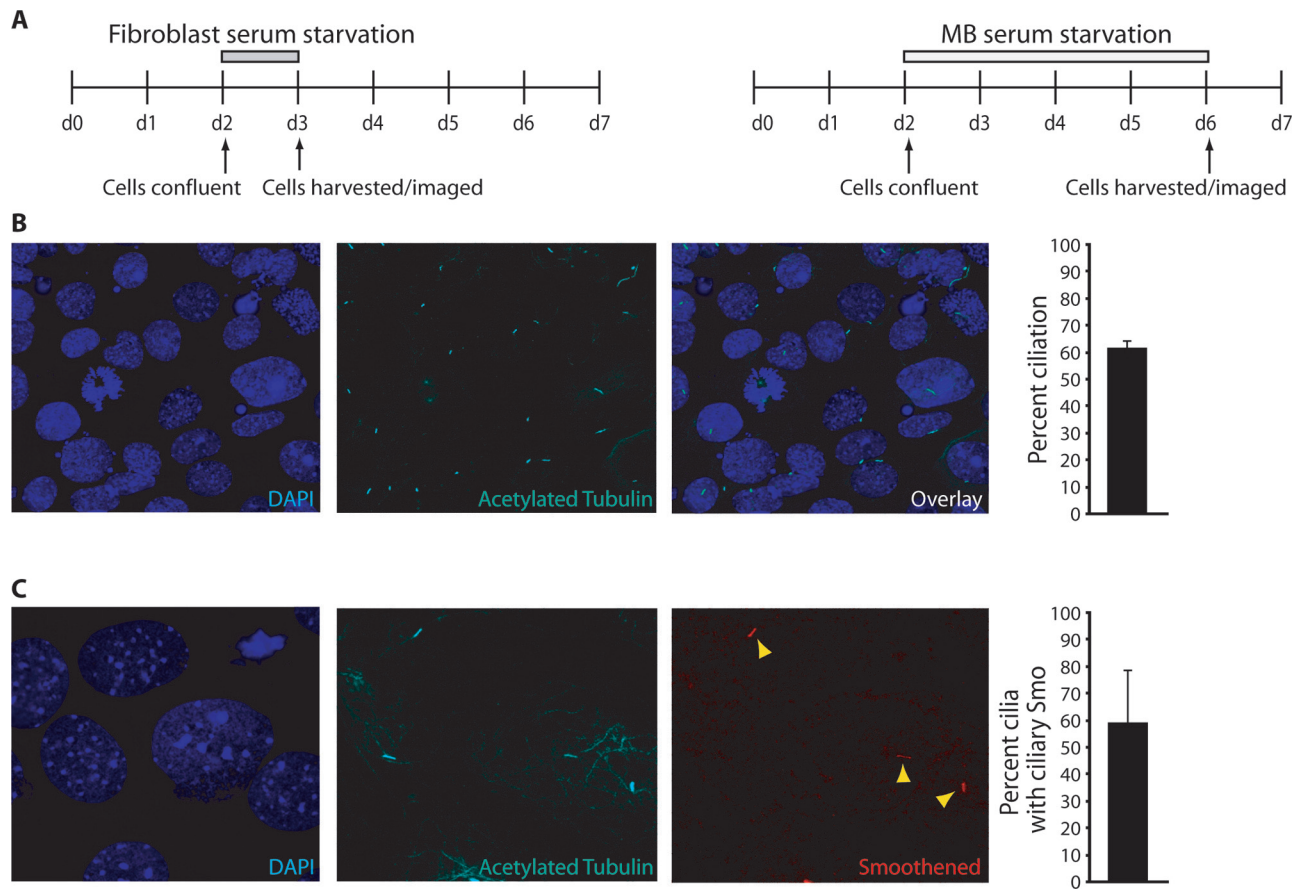 A
Fibroblast serum starvation
d0 d1 d2 d3 d4 d5 d6 d7
Cells confluent Cells harvested/imaged
MB serum starvation
d0 d1 d2 d3 d4 d5 d6 d7
Cells confluent Cells harvested/imaged
B
DAPI
Acetylated Tubulin
Overlay
Percent ciliation
100
90
80
70
60
50
40
30
20
10
0
C
DAPI
Acetylated Tubulin
Smoothened
Percent cilia
with ciliary Smo
100
90
80
70
60
50
40
30
20
10
0